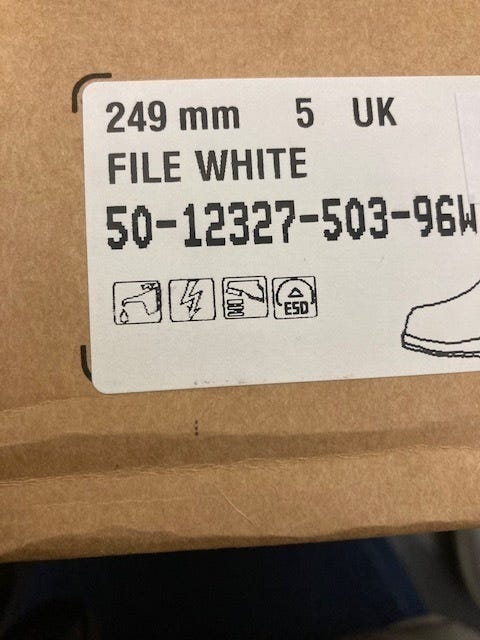 249 mm 5 UK
FILE WHITE
50-12327-503-96W
ESD